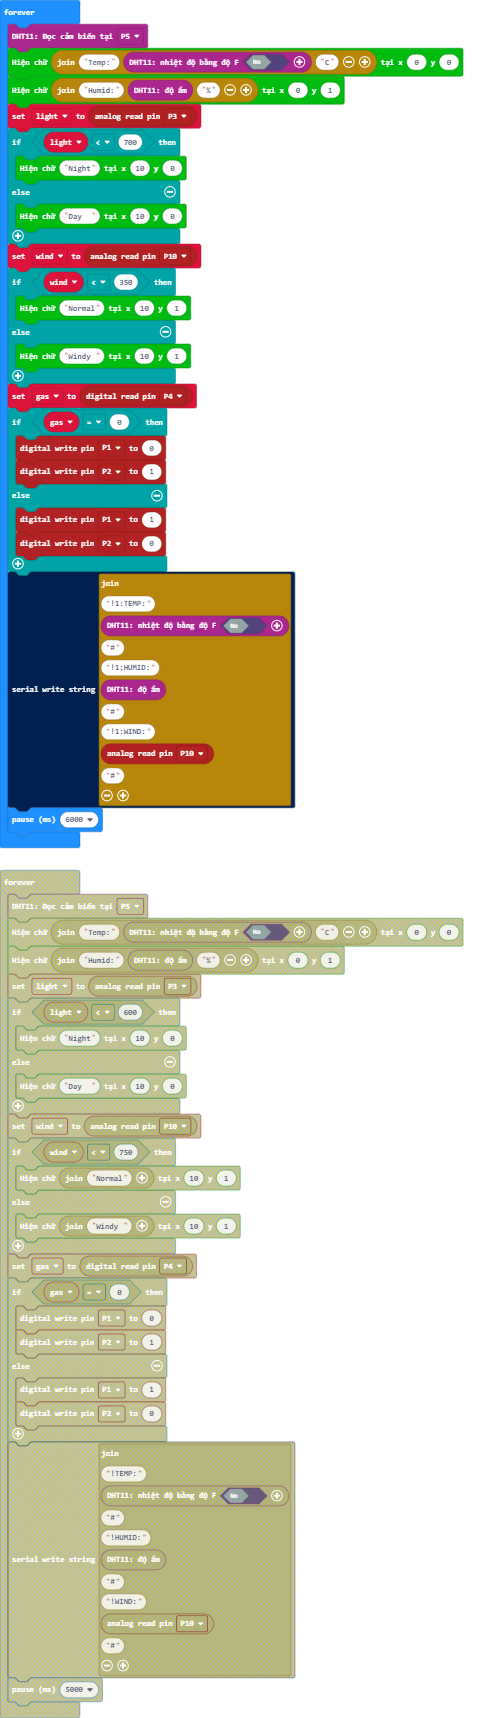 forever
DHT11: Đọc cảm biến tại P5
Hiện chữ join "Temp:" DHT11: nhiệt độ bằng độ F No "C" tại x 0 y 0
Hiện chữ join "Humid:" DHT11: độ ẩm "%" tại x 0 y 1
set light to analog read pin P3
if light < 700 then
Hiện chữ "Night" tại x 10 y 0
else
Hiện chữ "Day " tại x 10 y 0
set wind to analog read pin P10
if wind < 350 then
Hiện chữ "Normal" tại x 10 y 1
else
Hiện chữ "Windy " tại x 10 y 1
set gas to digital read pin P4
if gas = 0 then
digital write pin P1 to 0
digital write pin P2 to 1
else
digital write pin P1 to 1
digital write pin P2 to 0
join
"!1:TEMP:"
DHT11: nhiệt độ bằng độ F No
"#"
"!1:HUMID:"
serial write string DHT11: độ ẩm
"#"
"!1:WIND:"
analog read pin P10
"#"
pause (ms) 6000
forever
DHT11: Đọc cảm biến tại P5
Hiện chữ join "Temp:" DHT11: nhiệt độ bằng độ F No "C" tại x 0 y 0
Hiện chữ join "Humid:" DHT11: độ ẩm "%" tại x 0 y 1
set light to analog read pin P3
if light < 600 then
Hiện chữ "Night" tại x 10 y 0
else
Hiện chữ "Day " tại x 10 y 0
set wind to analog read pin P10
if wind < 750 then
Hiện chữ join "Normal" tại x 10 y 1
else
Hiện chữ join "Windy " tại x 10 y 1
set gas to digital read pin P4
if gas = 0 then
digital write pin P1 to 0
digital write pin P2 to 1
else
digital write pin P1 to 1
digital write pin P2 to 0
join
"!TEMP:"
DHT11: nhiệt độ bằng độ F No
"#"
"!HUMID:"
serial write string DHT11: độ ẩm
"#"
"!WIND:"
analog read pin P10
"#"
pause (ms) 5000